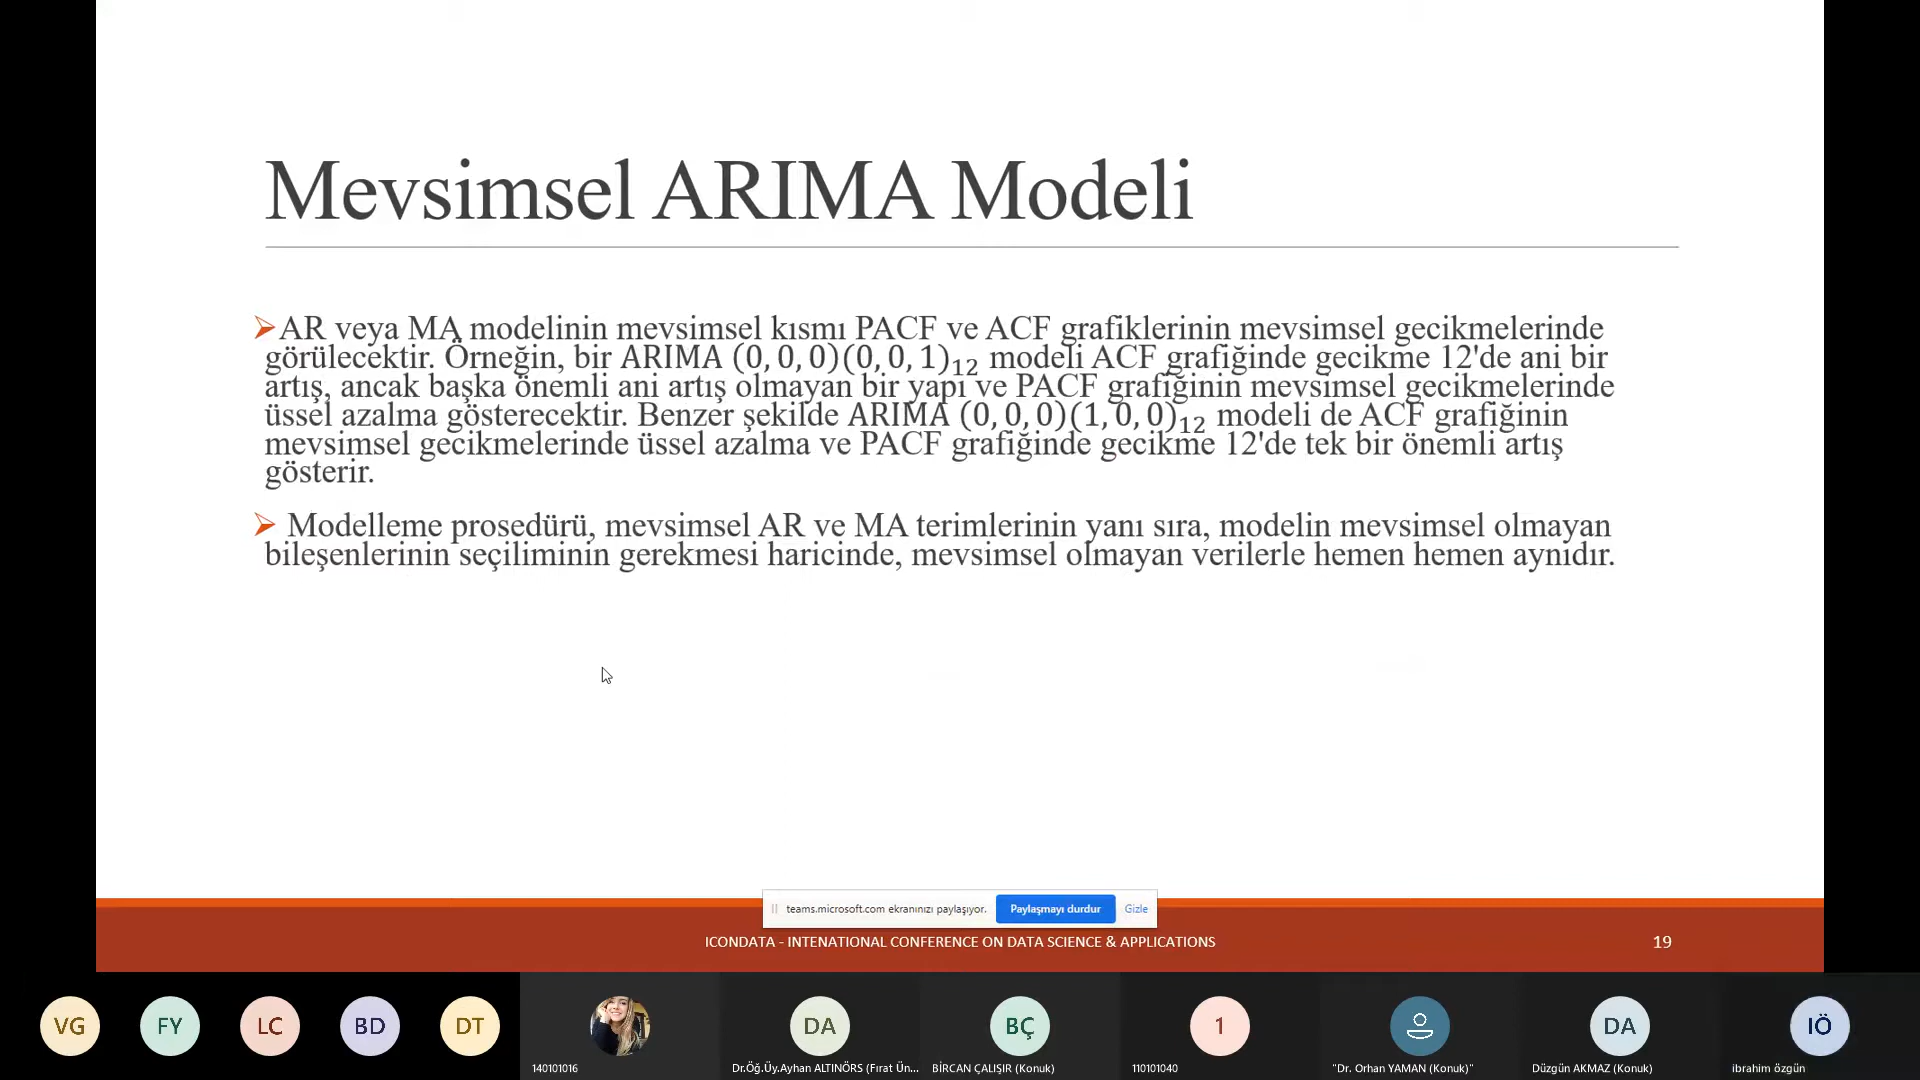 Mevsimsel ARIMA Modeli
AR veya MA modelinin mevsimsel kısmı PACF ve ACF grafiklerinin mevsimsel gecikmelerinde
görülecektir. Örneğin, bir ARIMA (0, 0, 0)(0, 0, 1)₁₂ modeli ACF grafiğinde gecikme 12'de ani bir
artış, ancak başka önemli ani artış olmayan bir yapı ve PACF grafiğinin mevsimsel gecikmelerinde
üssel azalma gösterecektir. Benzer şekilde ARIMA (0, 0, 0)(1, 0, 0)₁₂ modeli de ACF grafiğinin
mevsimsel gecikmelerinde üssel azalma ve PACF grafiğinde gecikme 12'de tek bir önemli artış
gösterir.
Modelleme prosedürü, mevsimsel AR ve MA terimlerinin yanı sıra, modelin mevsimsel olmayan
bileşenlerinin seçiliminin gerekmesi haricinde, mevsimsel olmayan verilerle hemen hemen aynıdır.
teams.microsoft.com ekranınızı paylaşıyor. Paylaşmayı durdur Gizle
ICONDATA - INTENATIONAL CONFERENCE ON DATA SCIENCE & APPLICATIONS 19
VG FY LC BD DT DA BÇ 1 DA IÖ
140101016 Dr.Öğ.Üy.Ayhan ALTINÖRS (Fırat Ün... BİRCAN ÇALIŞIR (Konuk) 110101040 "Dr. Orhan YAMAN (Konuk)" Düzgün AKMAZ (Konuk) ibrahim özgün